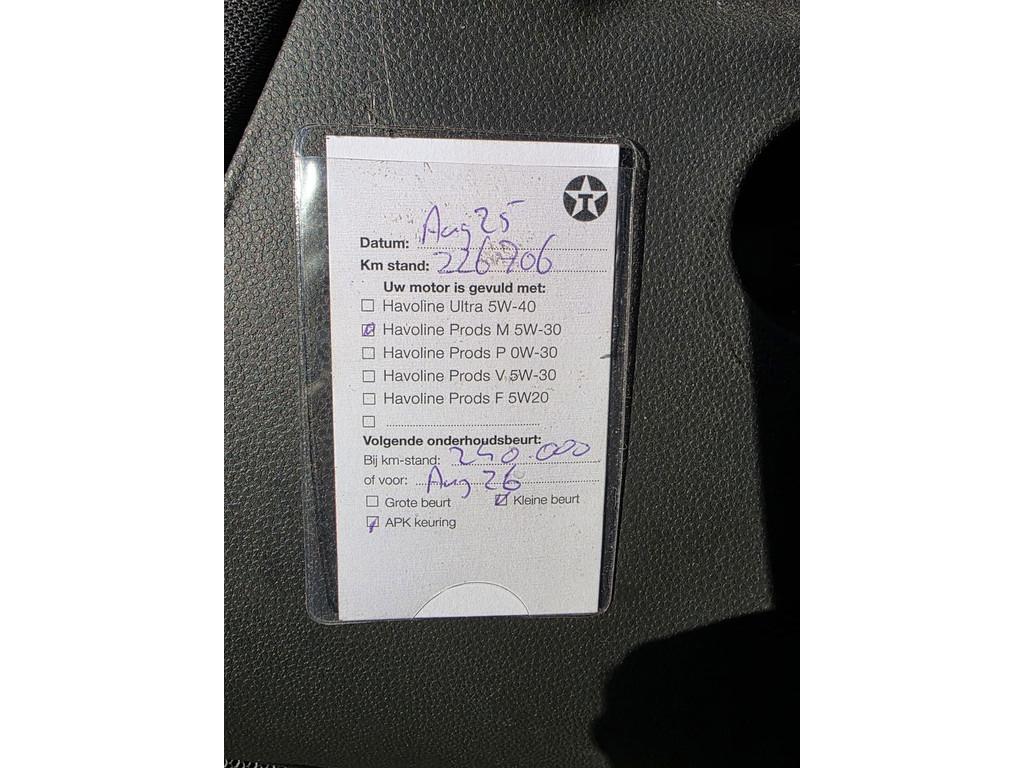 T
Datum: Aug 25
Km stand: 226706
Uw motor is gevuld met:
Havoline Ultra 5W-40
Havoline Prods M 5W-30
Havoline Prods P 0W-30
Havoline Prods V 5W-30
Havoline Prods F 5W20
Volgende onderhoudsbeurt:
Bij km-stand: 240.000
of voor: Aug 26
Grote beurt Kleine beurt
APK keuring